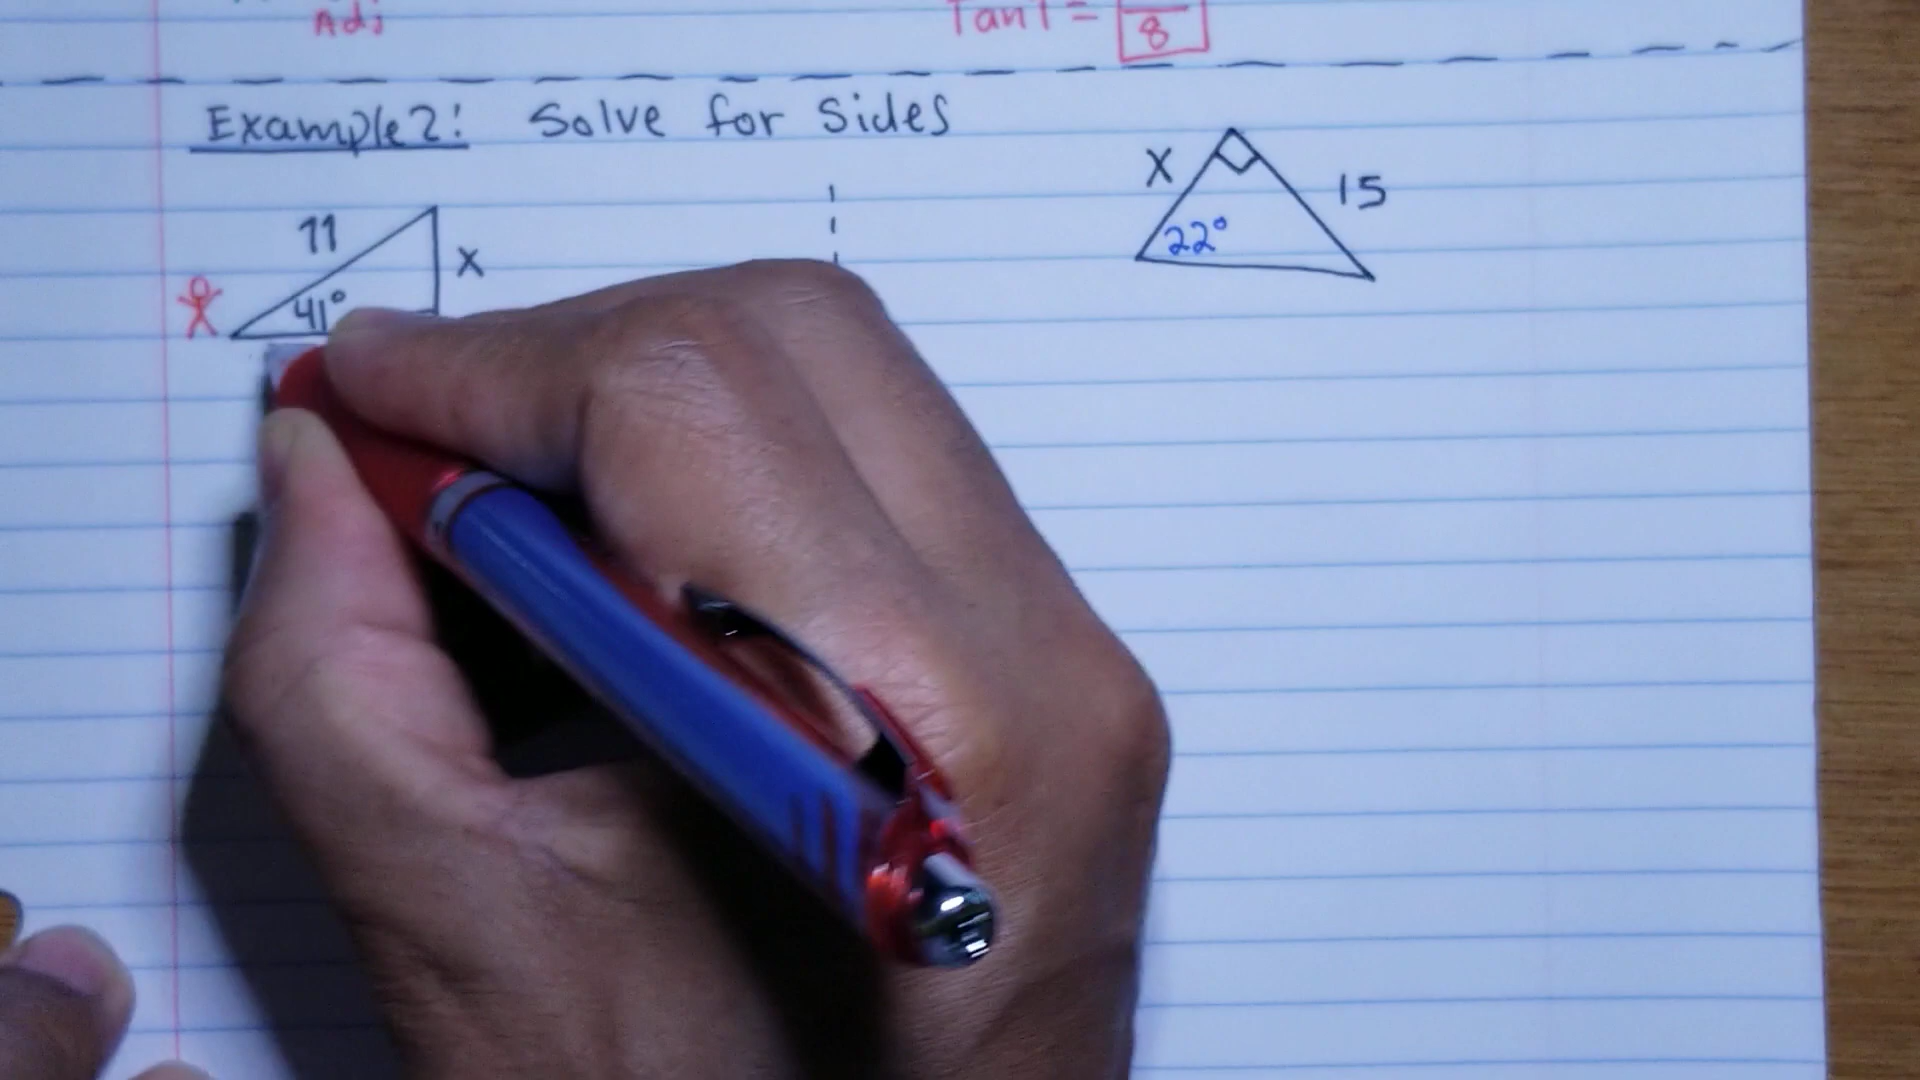 Adj
Tan T = 8
Example 2: Solve for Sides
11
x
41°
x
15
22°